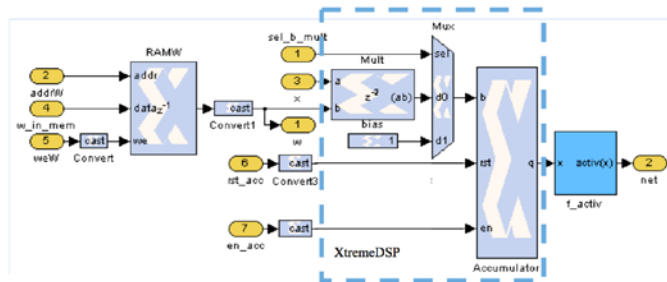 RAMW
2
addr
addrW
4
data
z⁻¹
w_in_mem
5
we
weW
cast
Convert
cast
Convert1
1
w
sel_b_mult
1
3
x
Mult
a
b
(ab)
bias
1
Mux
sel
d0
d1
6
rst_acc
cast
Convert3
7
en_acc
cast
XtremeDSP
b
rst
q
en
Accumulator
x
activ(x)
f_activ
2
net